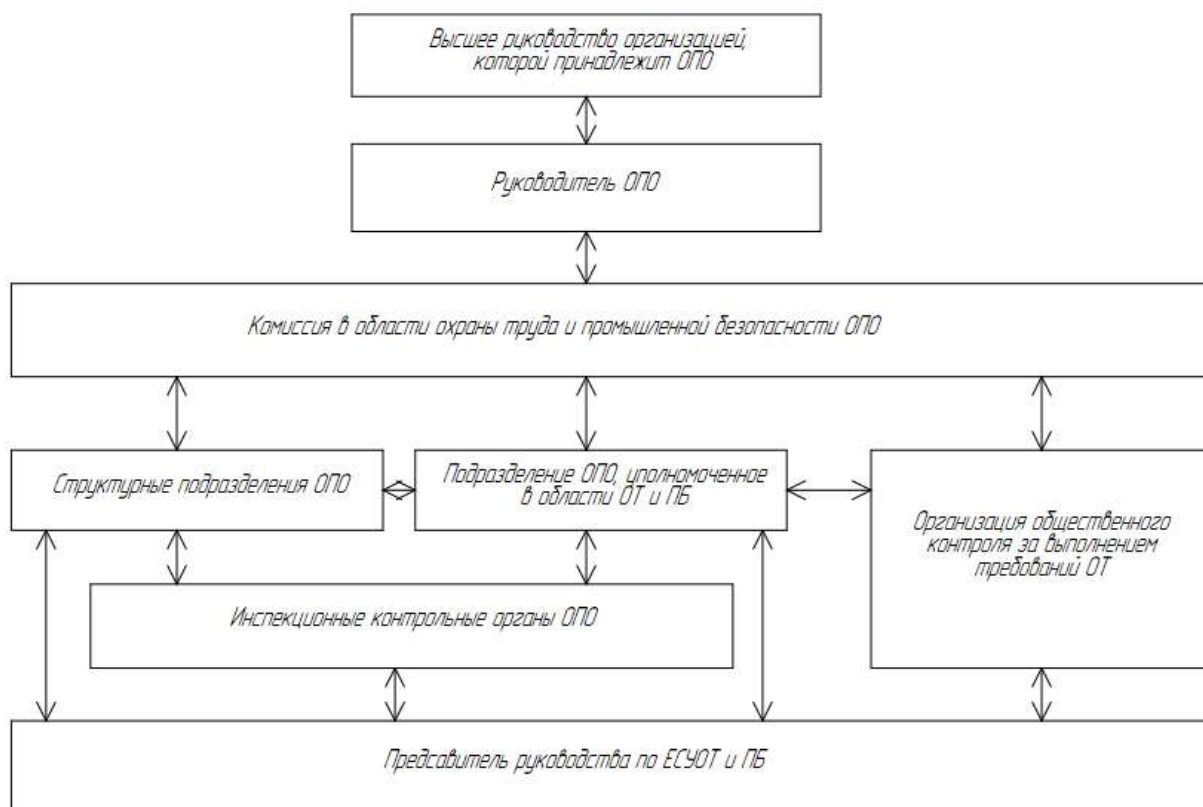 Высшее руководство организацией,
которой принадлежит ОПО
Руководитель ОПО
Комиссия в области охраны труда и промышленной безопасности ОПО
Структурные подразделения ОПО
Подразделение ОПО, уполномоченное
в области ОТ и ПБ
Организация общественного
контроля за выполнением
требований ОТ
Инспекционные контрольные органы ОПО
Предсавитель руководства по ЕСУОТ и ПБ